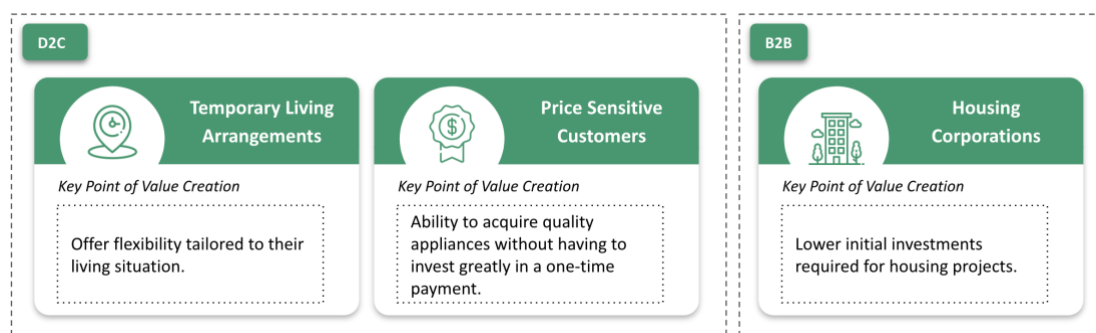 D2C
Temporary Living
Arrangements
Key Point of Value Creation
Offer flexibility tailored to their
living situation.
Price Sensitive
Customers
Key Point of Value Creation
Ability to acquire quality
appliances without having to
invest greatly in a one-time
payment.
B2B
Housing
Corporations
Key Point of Value Creation
Lower initial investments
required for housing projects.